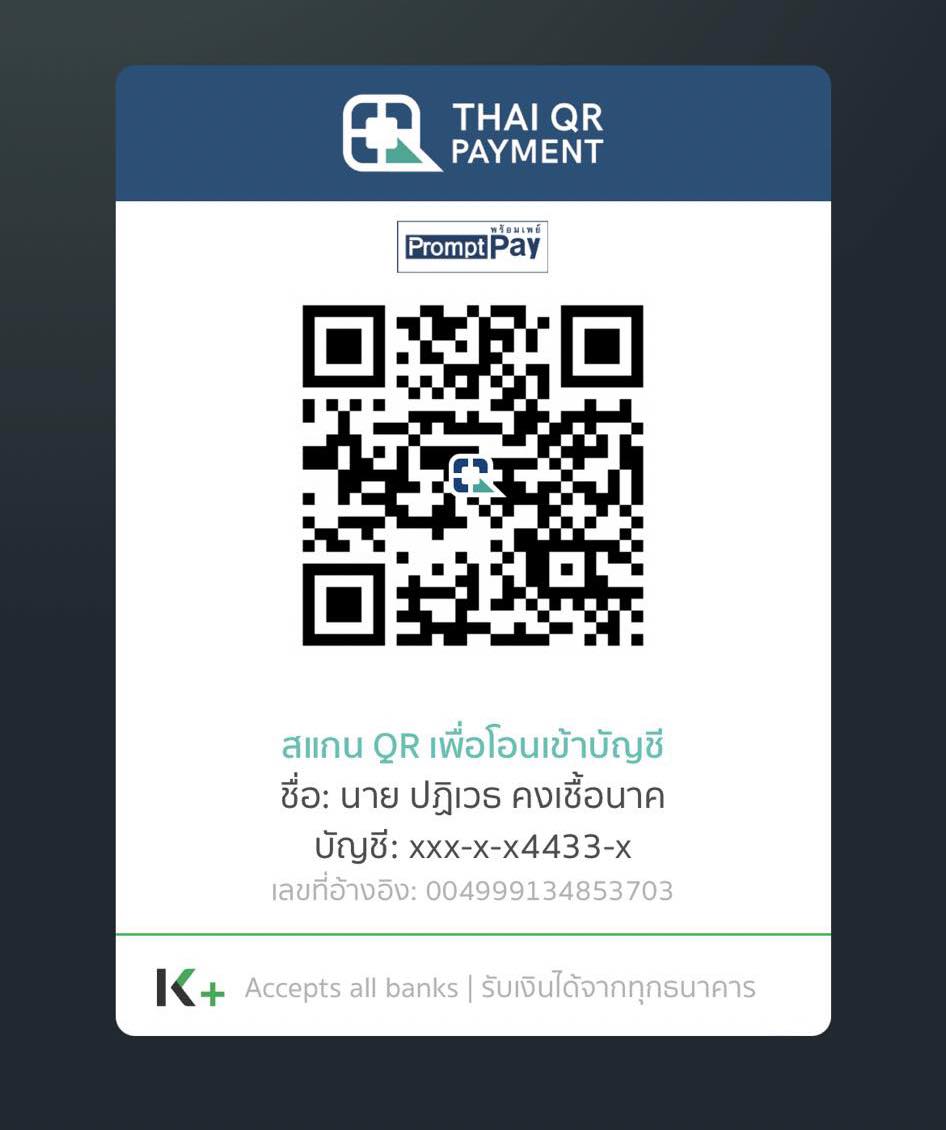 THAI QR
PAYMENT
พร้อมเพย์
PromptPay
สแกน QR เพื่อโอนเข้าบัญชี
ชื่อ: นาย ปฏิเวธ คงเชื้อนาค
บัญชี: xxx-x-x4433-x
เลขที่อ้างอิง: 004999134853703
K+ Accepts all banks | รับเงินได้จากทุกธนาคาร